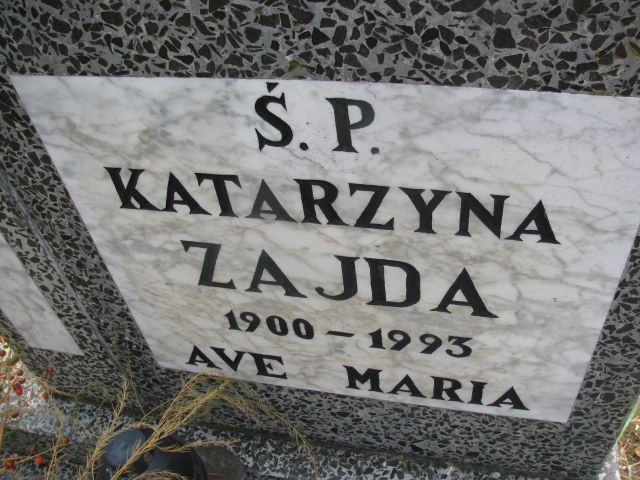 Ś. P.
KATARZYNA
ZAJDA
1900 – 1993
AVE MARIA